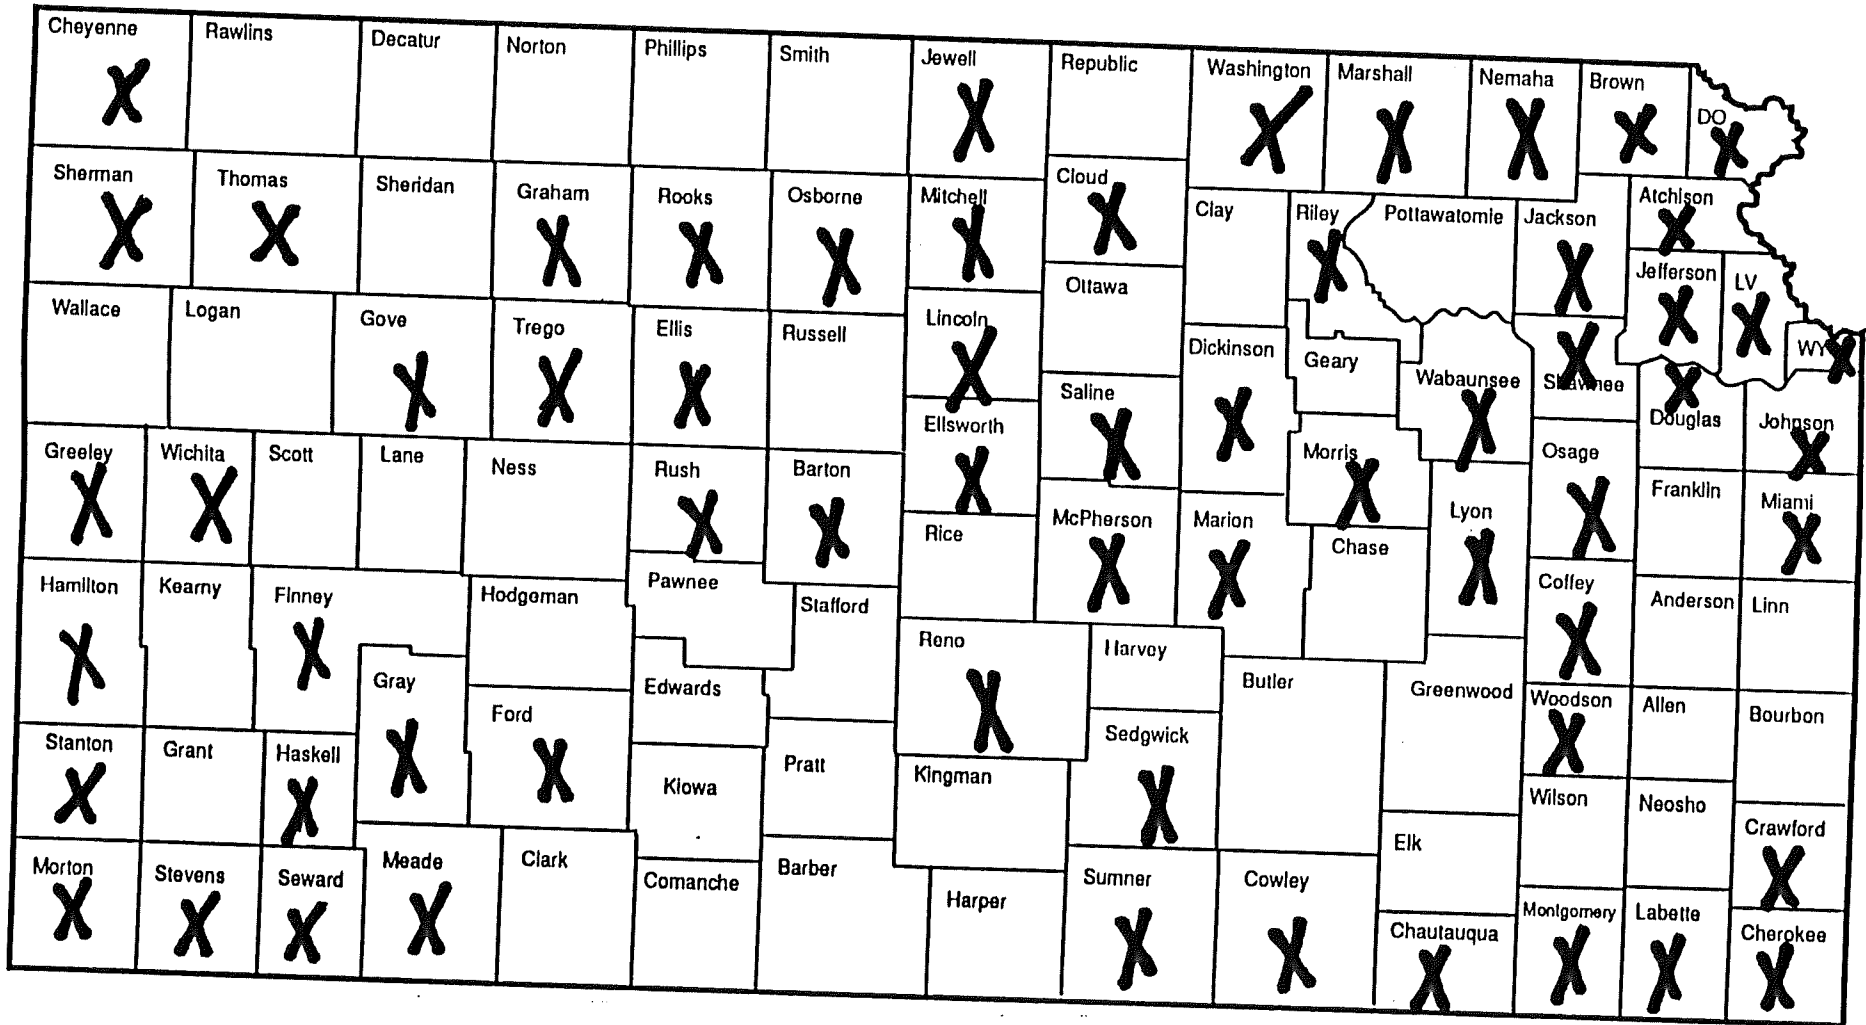 Cheyenne
Rawlins
Decatur
Norton
Phillips
Smith
Jewell
Republic
Washington
Marshall
Nemaha
Brown
DO
Sherman
Thomas
Sheridan
Graham
Rooks
Osborne
Mitchell
Cloud
Clay
Riley
Pottawatomie
Jackson
Atchison
Jefferson
LV
Wallace
Logan
Gove
Trego
Ellis
Russell
Lincoln
Ottawa
Dickinson
Geary
Wabaunsee
Shawnee
WY
Douglas
Johnson
Greeley
Wichita
Scott
Lane
Ness
Rush
Barton
Ellsworth
Saline
Morris
Osage
Franklin
Miami
Rice
McPherson
Marion
Chase
Lyon
Hamilton
Kearny
Finney
Hodgeman
Pawnee
Stafford
Coffey
Anderson
Linn
Gray
Ford
Edwards
Reno
Harvey
Butler
Greenwood
Woodson
Allen
Bourbon
Stanton
Grant
Haskell
Kiowa
Pratt
Kingman
Sedgwick
Wilson
Neosho
Crawford
Elk
Morton
Stevens
Seward
Meade
Clark
Comanche
Barber
Harper
Sumner
Cowley
Chautauqua
Montgomery
Labette
Cherokee